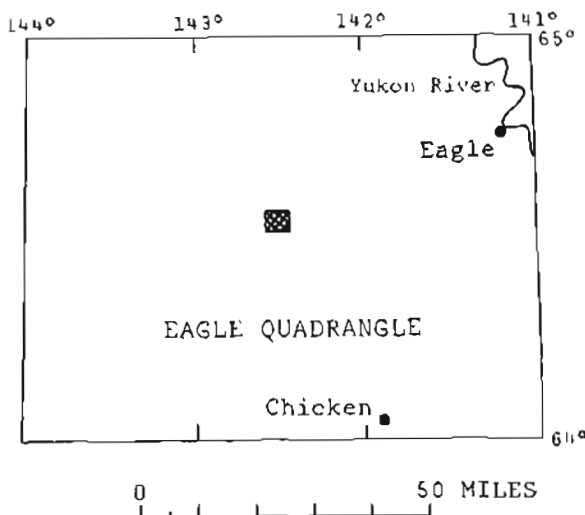 144° 143° 142° 141°
65°
Yukon River
Eagle
EAGLE QUADRANGLE
Chicken
64°
0 50 MILES